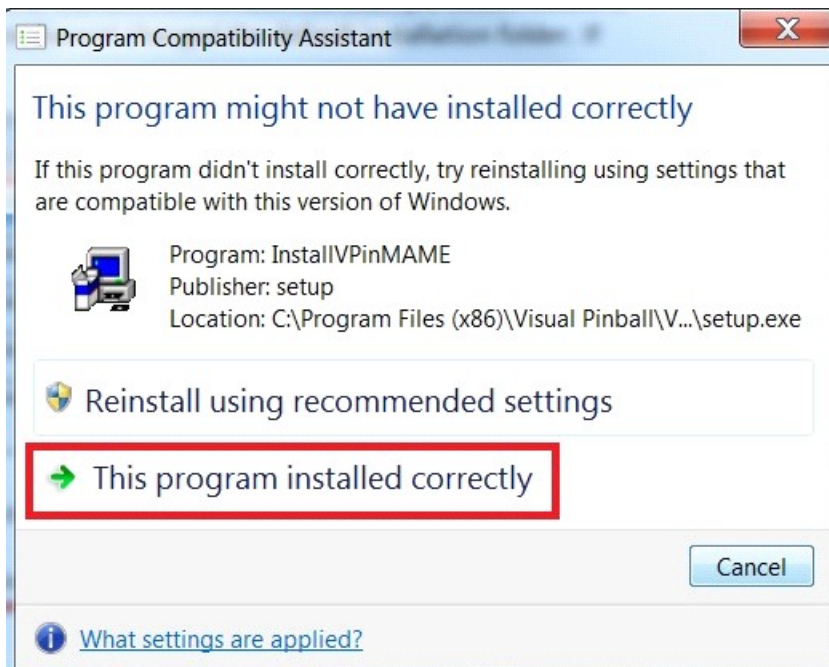 Program Compatibility Assistant
This program might not have installed correctly
If this program didn't install correctly, try reinstalling using settings that
are compatible with this version of Windows.
Program: InstallVPinMAME
Publisher: setup
Location: C:\Program Files (x86)\Visual Pinball\V...\setup.exe
Reinstall using recommended settings
This program installed correctly
Cancel
What settings are applied?